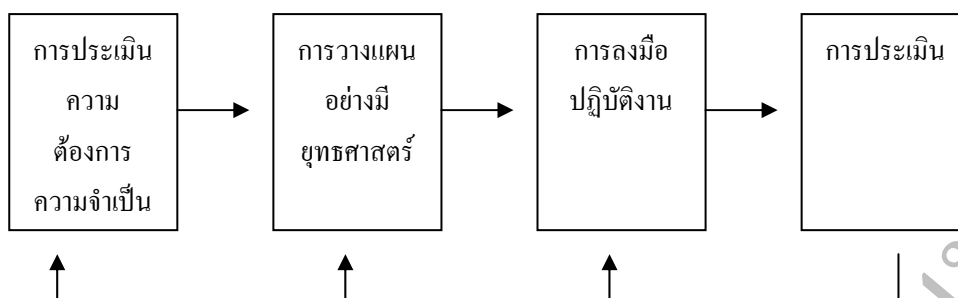 การประเมิน
ความ
ต้องการ
ความจำเป็น
การวางแผน
อย่างมี
ยุทธศาสตร์
การลงมือ
ปฏิบัติงาน
การประเมิน